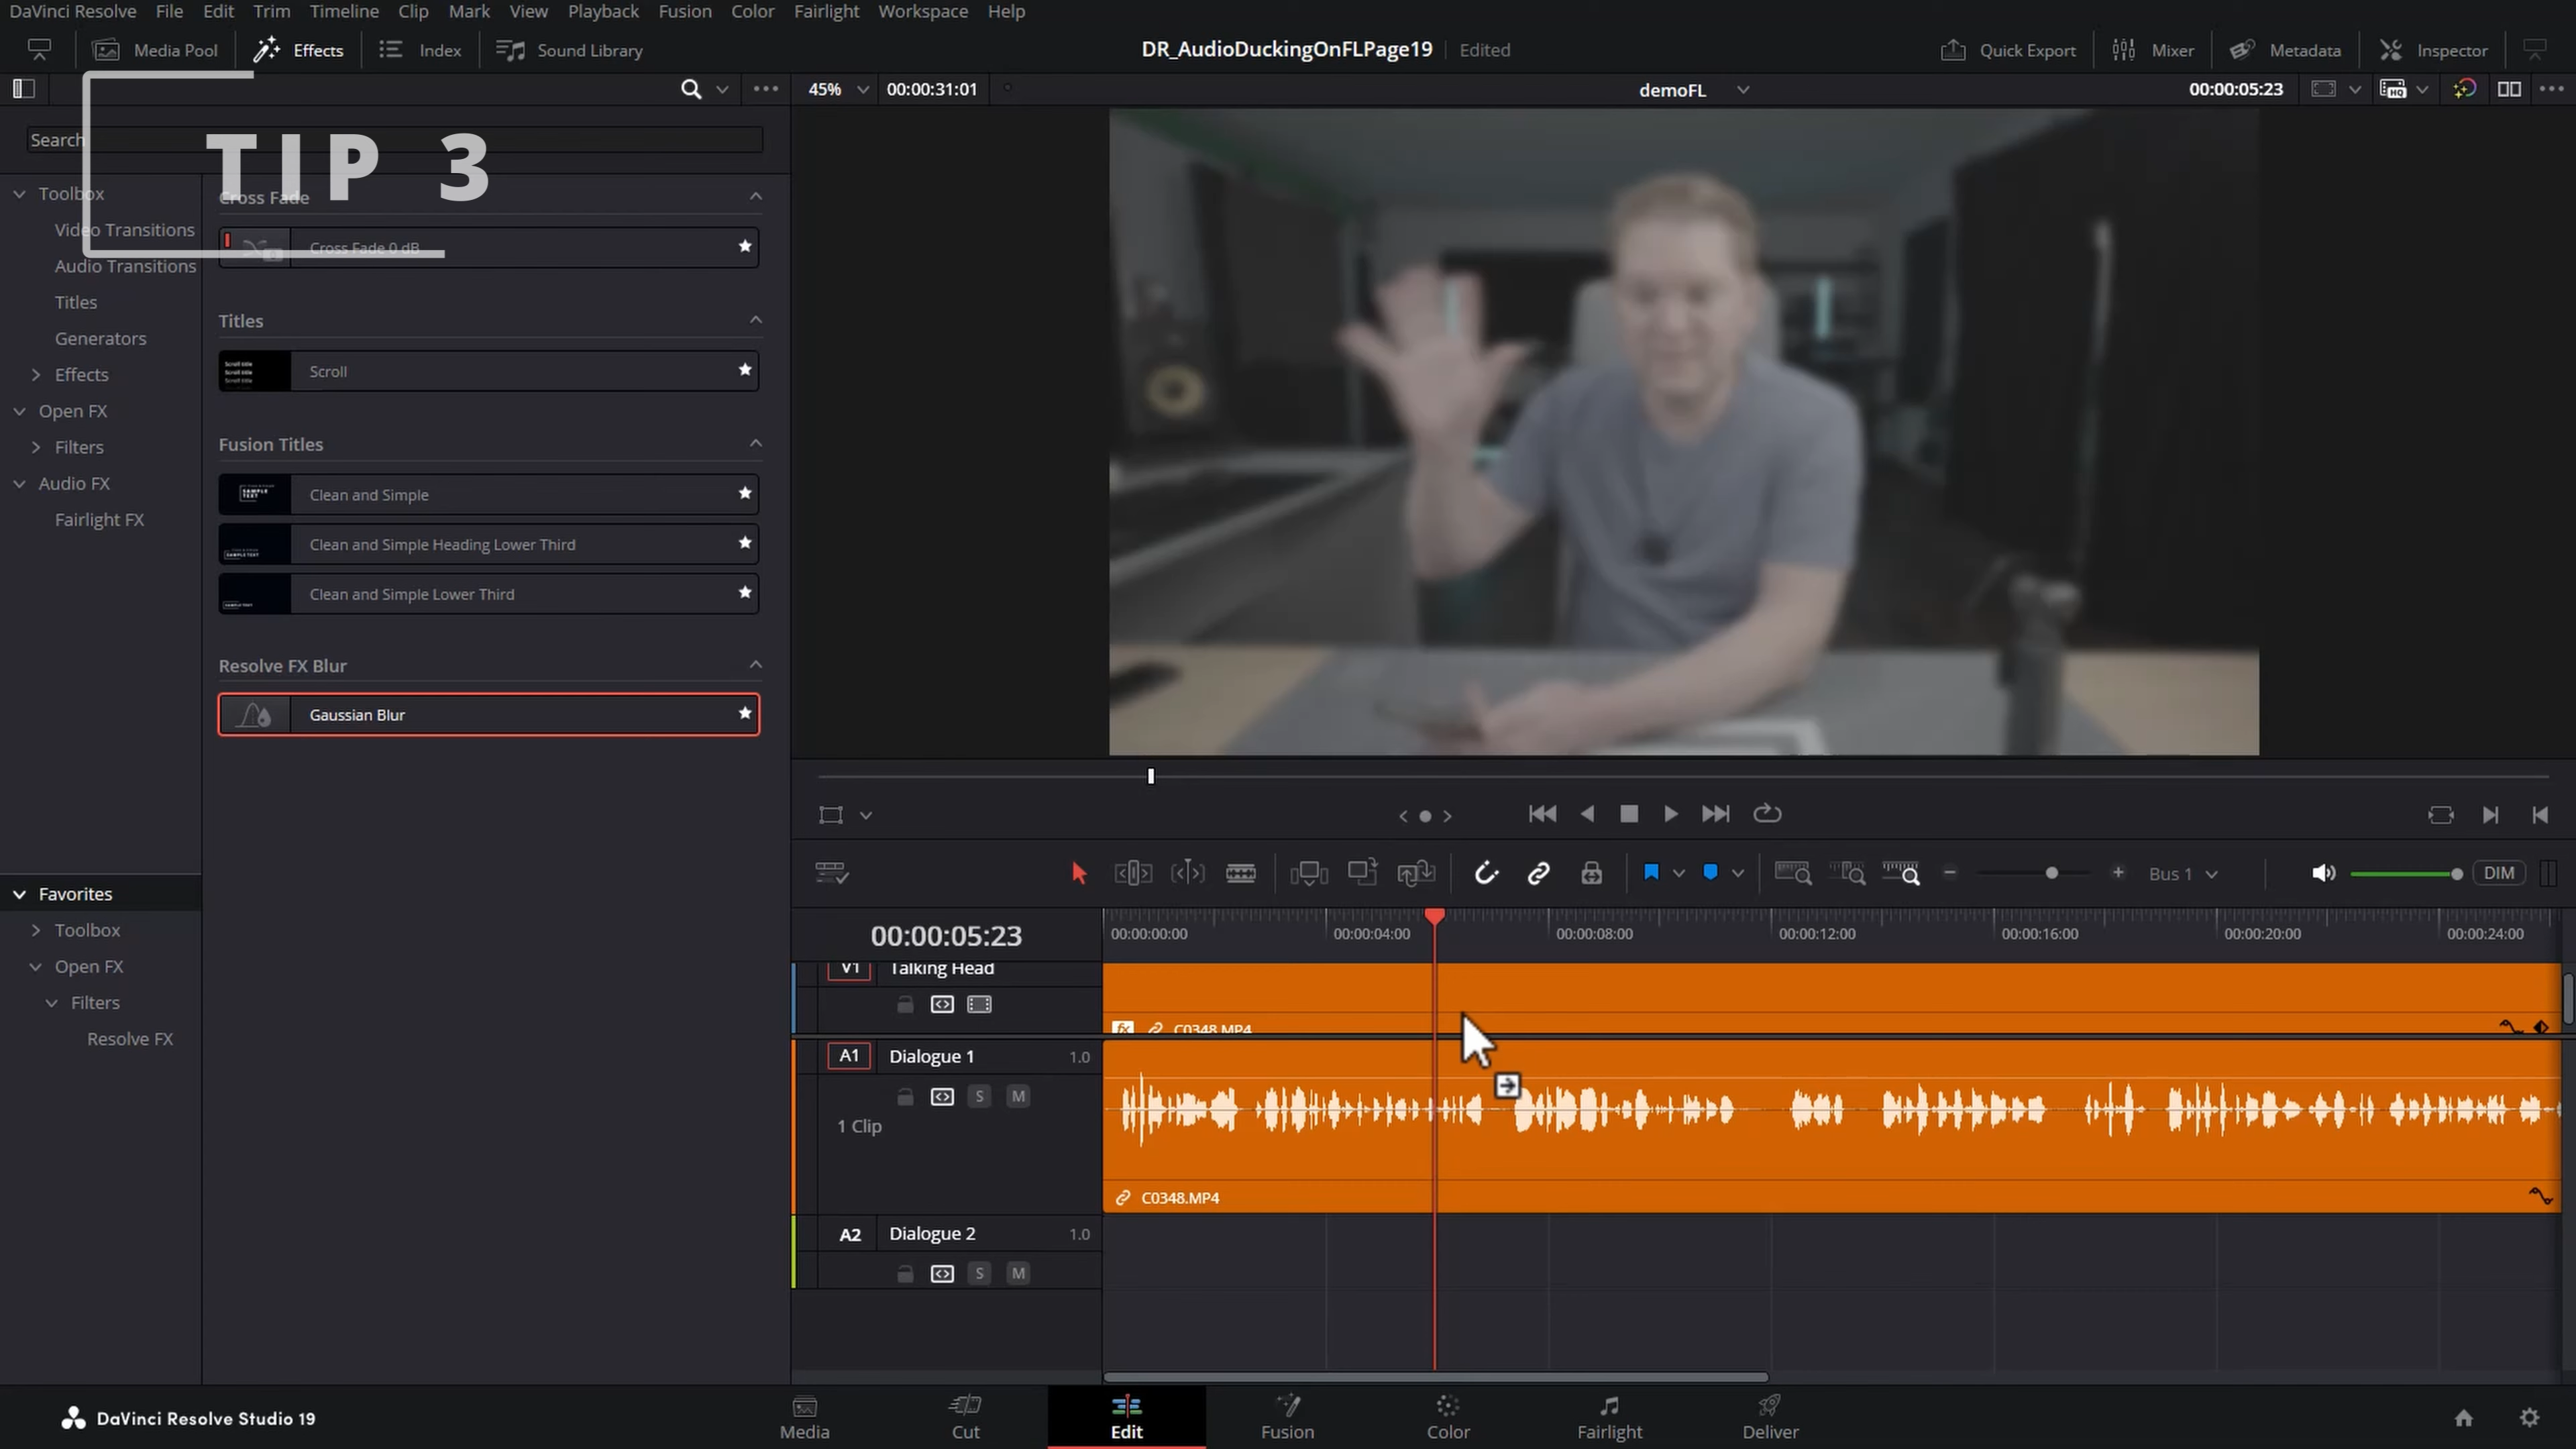 DaVinci Resolve File Edit Trim Timeline Clip Mark View Playback Fusion Color Fairlight Workspace Help
Media Pool Effects Index Sound Library DR_AudioDuckingOnFLPage19 Edited Quick Export Mixer Metadata Inspector
45% 00:00:31:01 demoFL 00:00:05:23
TIP 3
Search
Toolbox
Video Transitions
Audio Transitions
Titles
Generators
Effects
Open FX
Filters
Audio FX
Fairlight FX
Cross Fade
Cross Fade 0 dB
Titles
Scroll
Fusion Titles
Clean and Simple
Clean and Simple Heading Lower Third
Clean and Simple Lower Third
Resolve FX Blur
Gaussian Blur
Favorites
Toolbox
Open FX
Filters
Resolve FX
Bus 1 DIM
00:00:05:23
00:00:00:00 00:00:04:00 00:00:08:00 00:00:12:00 00:00:16:00 00:00:20:00 00:00:24:00
V1 Talking Head
fx C0348.MP4
A1 Dialogue 1 1.0
S M
1 Clip
C0348.MP4
A2 Dialogue 2 1.0
S M
DaVinci Resolve Studio 19
Media Cut Edit Fusion Color Fairlight Deliver